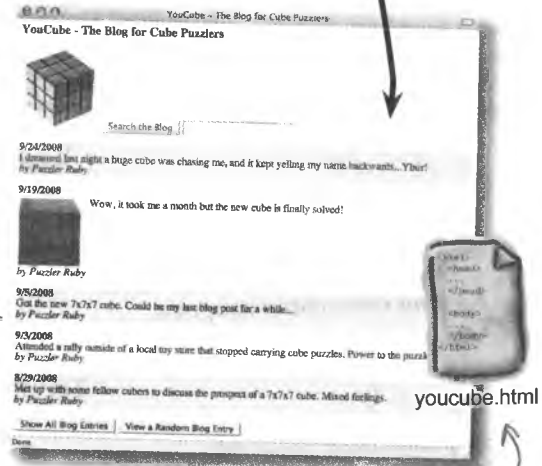 YouCube - The Blog for Cube Puzzlers
YouCube - The Blog for Cube Puzzlers
Search the Blog
9/24/2008
I dreamed last night a huge cube was chasing me, and it kept yelling my name backwards... Ybur!
by Puzzler Ruby
9/19/2008
Wow, it took me a month but the new cube is finally solved!
by Puzzler Ruby
9/5/2008
Got the new 7x7x7 cube. Could be my last blog post for a while...
by Puzzler Ruby
9/3/2008
Attended a rally outside of a local toy store that stopped carrying cube puzzles. Power to the
by Puzzler Ruby
8/29/2008
Met up with some fellow cubers to discuss the prospect of a 7x7x7 cube. Mixed feelings.
by Puzzler Ruby
Show All Blog Entries View a Random Blog Entry
Done
<html>
<head>
...
</head>
<body>
...
</body>
</html>
youcube.html